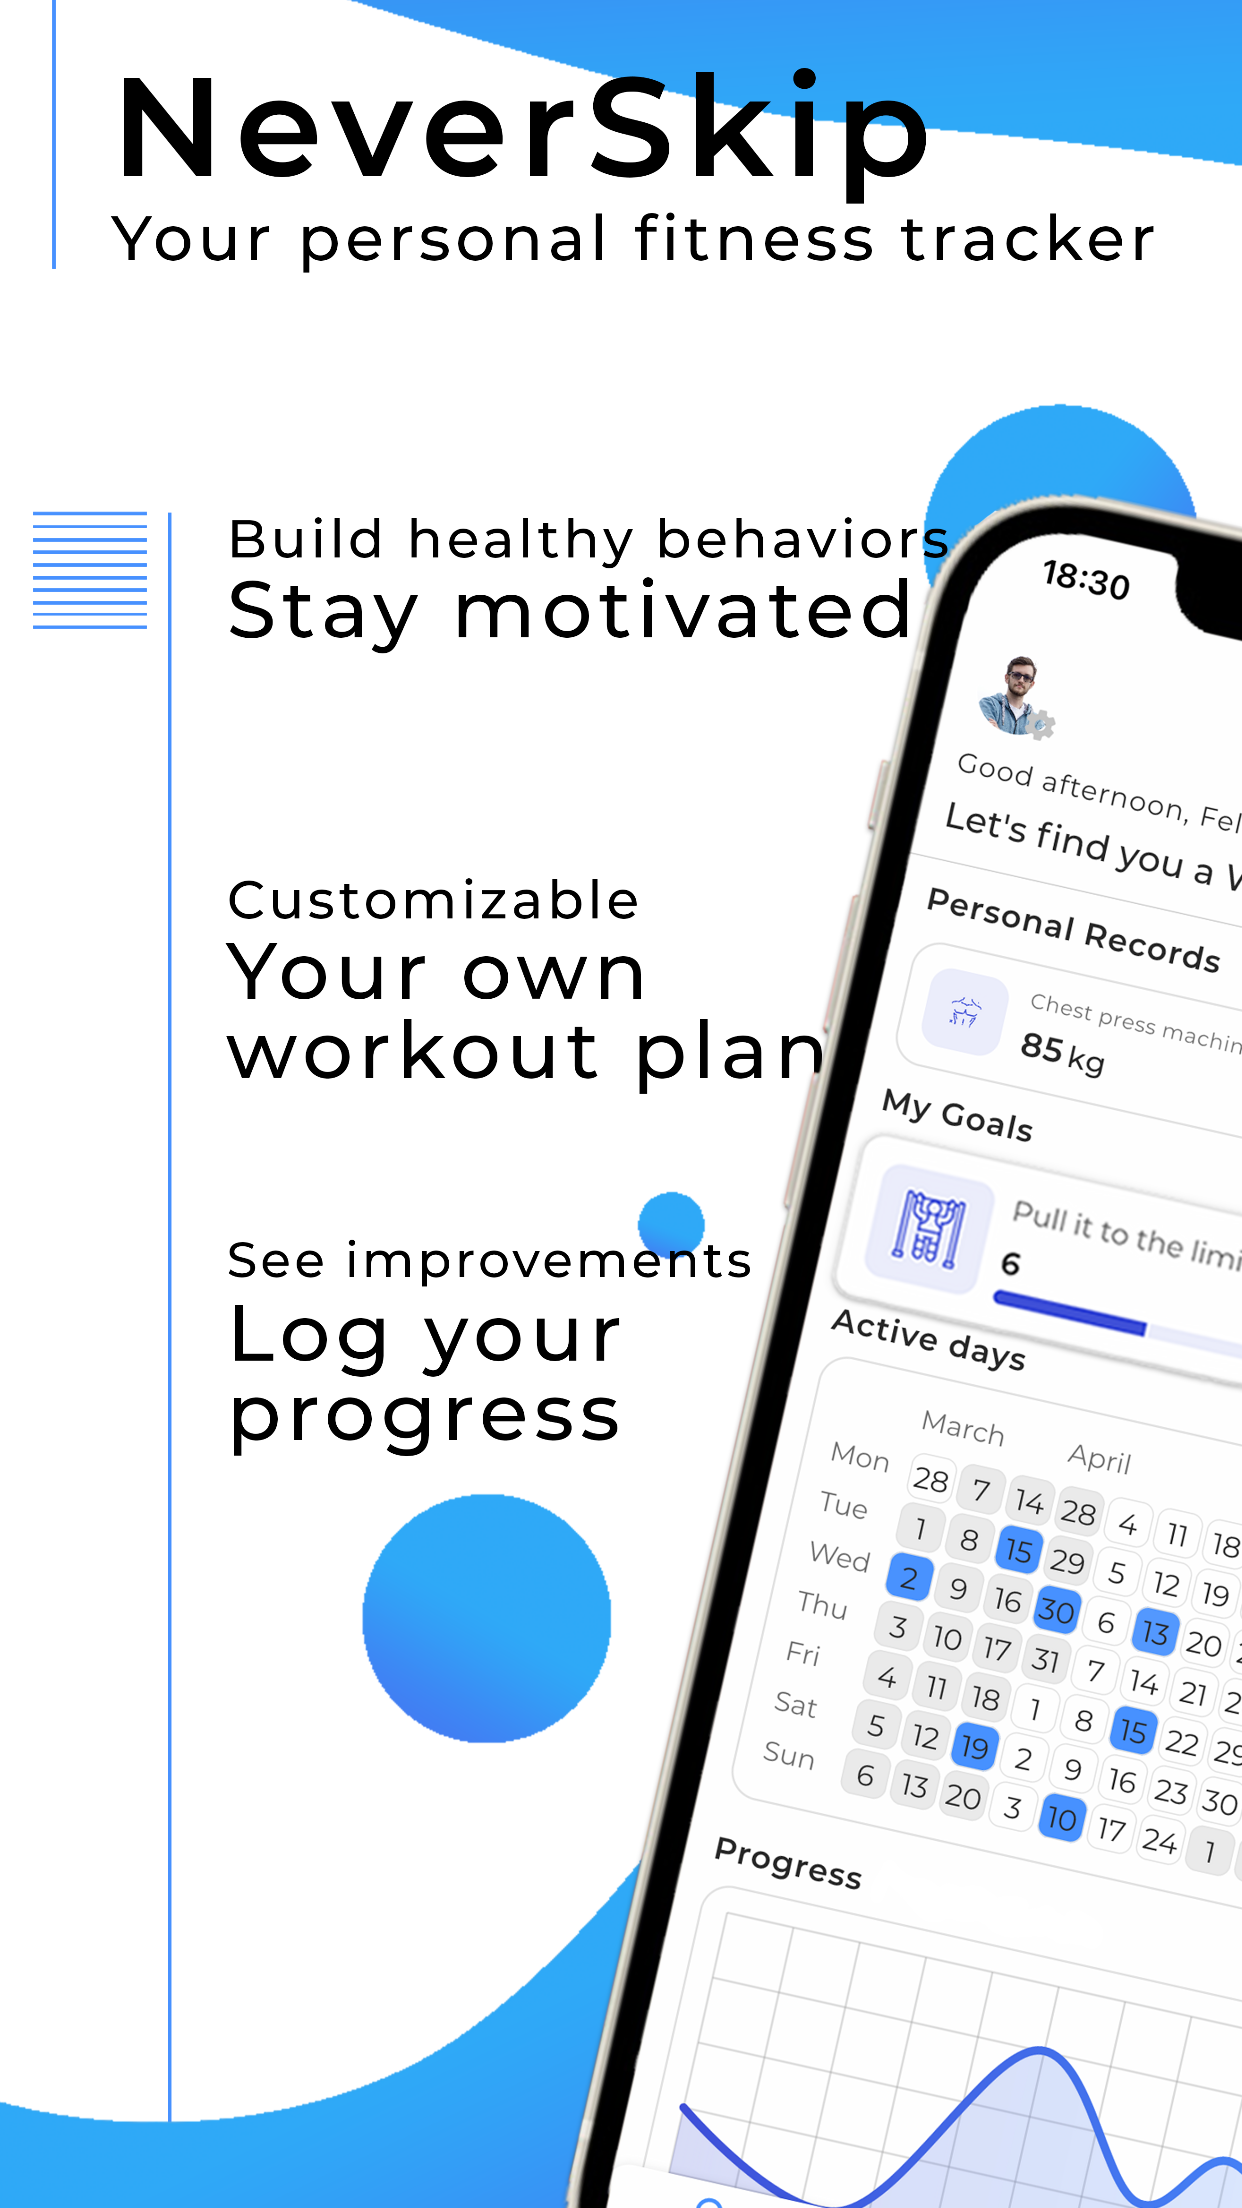 NeverSkip
Your personal fitness tracker
Build healthy behaviors
Stay motivated
Customizable
Your own
workout plan
See improvements
Log your
progress
18:30
Good afternoon, Fel
Let's find you a
Personal Records
Chest press machin
85 kg
My Goals
Pull it to the limi
6
Active days
March April
Mon 28 7 14 28 4 11 18
Tue 1 8 15 29 5 12 19
Wed 2 9 16 30 6 13 20
Thu 3 10 17 31 7 14 21
Fri 4 11 18 1 8 15 22 29
Sat 5 12 19 2 9 16 23 30
Sun 6 13 20 3 10 17 24 1
Progress